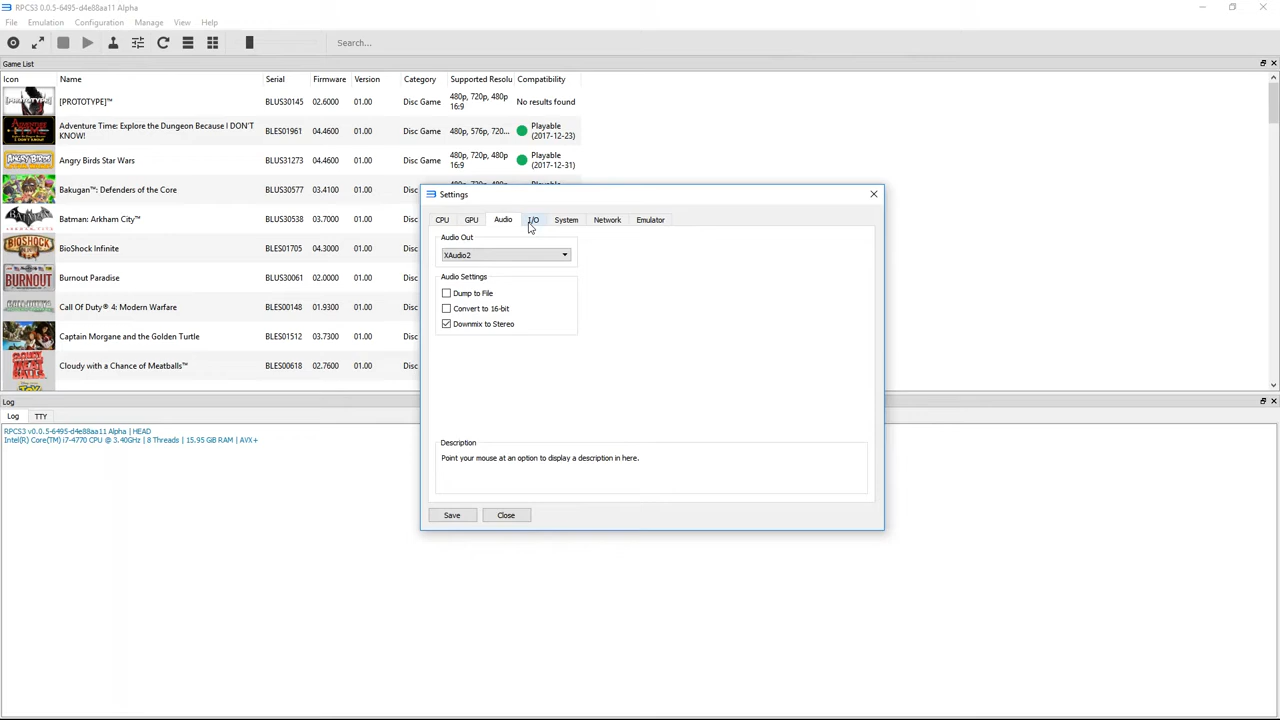 RPCS3 0.0.5-6495-d4e88aa11 Alpha
File Emulation Configuration Manage View Help
Search...
Game List
Icon Name Serial Firmware Version Category Supported Resolu Compatibility
[PROTOTYPE]™ BLUS30145 02.6000 01.00 Disc Game 480p, 720p, 480p 16:9 No results found
Adventure Time: Explore the Dungeon Because I DON'T KNOW! BLES01961 04.4600 01.00 Disc Game 480p, 576p, 720... Playable (2017-12-23)
Angry Birds Star Wars BLUS31273 04.4600 01.00 Disc Game 480p, 720p, 480p 16:9 Playable (2017-12-31)
Bakugan™: Defenders of the Core BLUS30577 03.4100 01.00 Disc G
Batman: Arkham City™ BLUS30538 03.7000 01.00 Disc G
BioShock Infinite BLES01705 04.3000 01.00 Disc G
Burnout Paradise BLUS30061 02.0000 01.00 Disc G
Call Of Duty® 4: Modern Warfare BLES00148 01.9300 01.00 Disc G
Captain Morgane and the Golden Turtle BLES01512 03.7300 01.00 Disc G
Cloudy with a Chance of Meatballs™ BLES00618 02.7600 01.00 Disc G
Settings
CPU GPU Audio I/O System Network Emulator
Audio Out
XAudio2
Audio Settings
Dump to File
Convert to 16-bit
Downmix to Stereo
Description
Point your mouse at an option to display a description in here.
Save Close
Log
Log TTY
RPCS3 v0.0.5-6495-d4e88aa11 Alpha | HEAD
Intel(R) Core(TM) i7-4770 CPU @ 3.40GHz | 8 Threads | 15.95 GiB RAM | AVX+